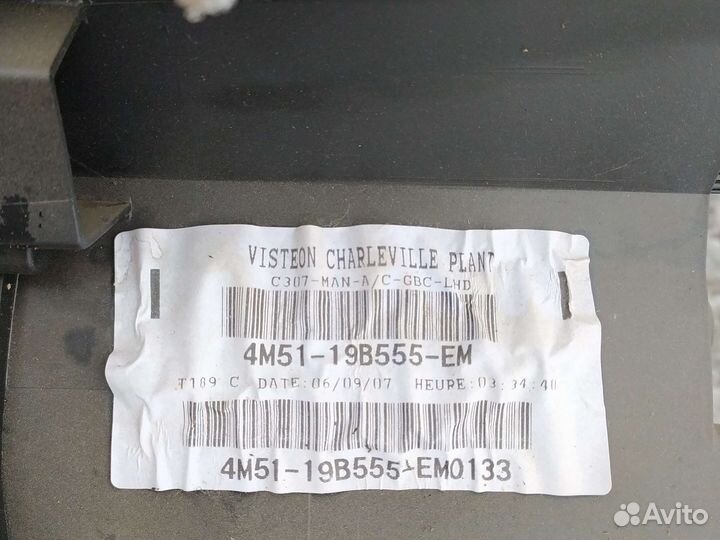 VISTEON CHARLEVILLE PLANT
C307-MAN-A/C-GBC-LHD
4M51-19B555-EM
T189 C DATE:06/09/07 HEURE:03:34:40
4M51-19B555-EM0133
Avito